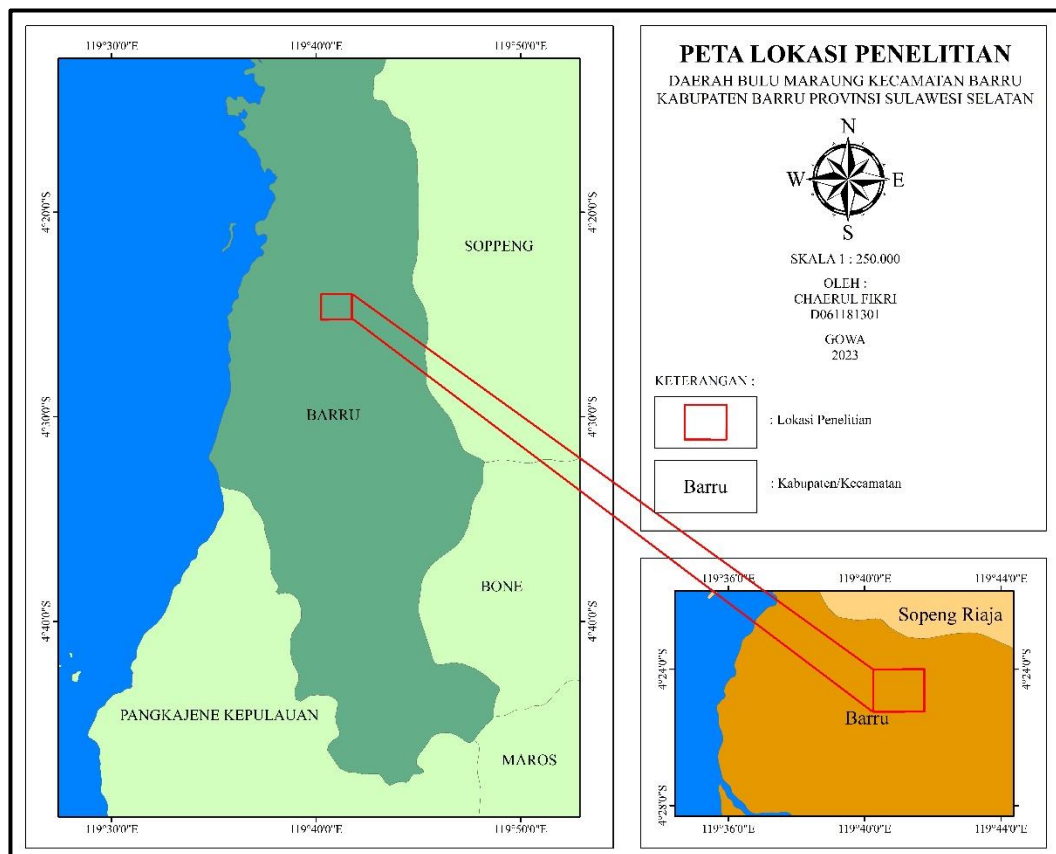 119°30'0"E
119°40'0"E
119°50'0"E
4°20'0"S
4°20'0"S
SOPPENG
BARRU
4°30'0"S
4°30'0"S
BONE
4°40'0"S
4°40'0"S
PANGKAJENE KEPULAUAN
MAROS
119°30'0"E
119°40'0"E
119°50'0"E
PETA LOKASI PENELITIAN
DAERAH BULU MARAUNG KECAMATAN BARRU
KABUPATEN BARRU PROVINSI SULAWESI SELATAN
N
W
E
S
SKALA 1 : 250.000
OLEH :
CHAERUL FIKRI
D061181301
GOWA
2023
KETERANGAN :
: Lokasi Penelitian
Barru
: Kabupaten/Kecamatan
119°36'0"E
119°40'0"E
119°44'0"E
Sopeng Riaja
4°24'0"S
4°24'0"S
Barru
4°28'0"S
4°28'0"S
119°36'0"E
119°40'0"E
119°44'0"E